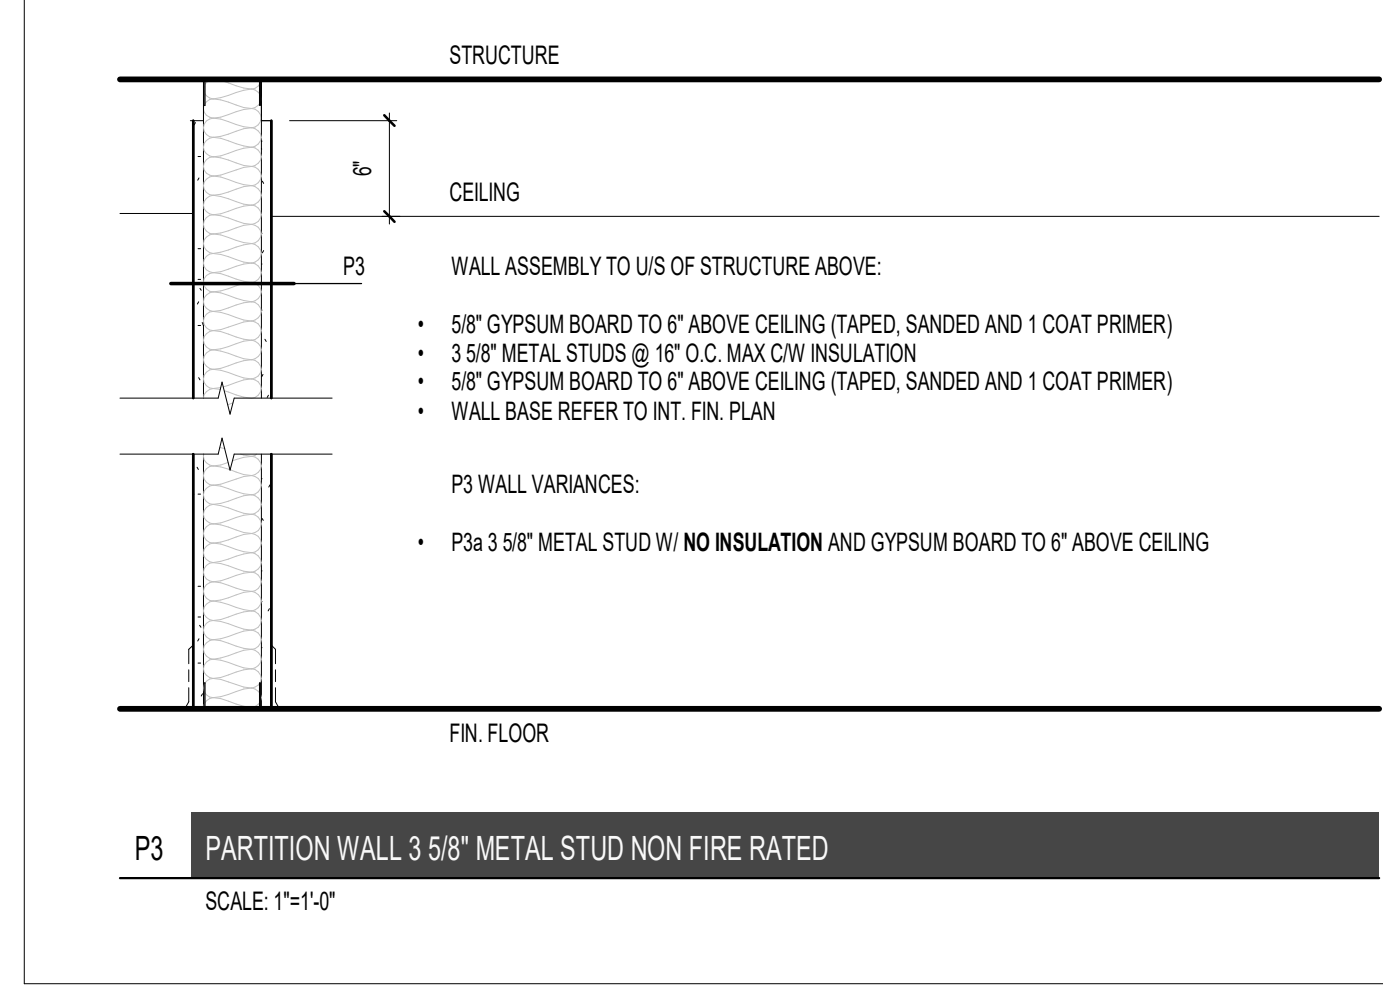 STRUCTURE
6"
CEILING
P3
WALL ASSEMBLY TO U/S OF STRUCTURE ABOVE:
• 5/8" GYPSUM BOARD TO 6" ABOVE CEILING (TAPED, SANDED AND 1 COAT PRIMER)
• 3 5/8" METAL STUDS @ 16" O.C. MAX C/W INSULATION
• 5/8" GYPSUM BOARD TO 6" ABOVE CEILING (TAPED, SANDED AND 1 COAT PRIMER)
• WALL BASE REFER TO INT. FIN. PLAN
P3 WALL VARIANCES:
• P3a 3 5/8" METAL STUD W/ NO INSULATION AND GYPSUM BOARD TO 6" ABOVE CEILING
FIN. FLOOR
P3 PARTITION WALL 3 5/8" METAL STUD NON FIRE RATED
SCALE: 1"=1'-0"